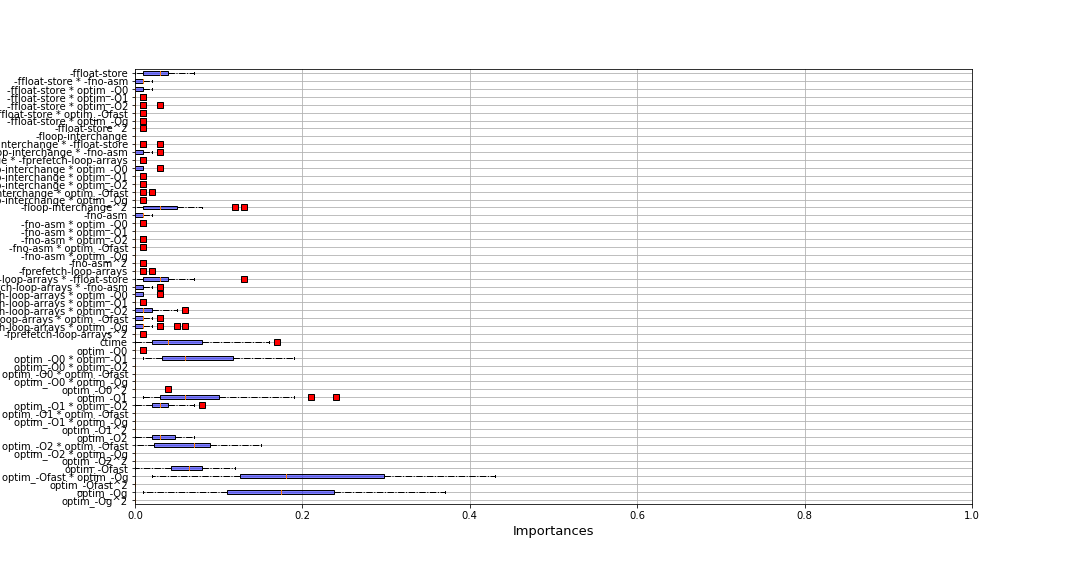 -ffloat-store
-ffloat-store * -fno-asm
-ffloat-store * optim_-O0
-ffloat-store * optim_-O1
-ffloat-store * optim_-O2
ffloat-store * optim_-Ofast
-ffloat-store * optim_-Og
-ffloat-store^2
-floop-interchange
nterchange * -ffloat-store
op-interchange * -fno-asm
e * -fprefetch-loop-arrays
p-interchange * optim_-O0
p-interchange * optim_-O1
p-interchange * optim_-O2
nterchange * optim_-Ofast
p-interchange * optim_-Og
-floop-interchange^2
-fno-asm
-fno-asm * optim_-O0
-fno-asm * optim_-O1
-fno-asm * optim_-O2
-fno-asm * optim_-Ofast
-fno-asm * optim_-Og
-fno-asm^2
-fprefetch-loop-arrays
-loop-arrays * -ffloat-store
ch-loop-arrays * -fno-asm
h-loop-arrays * optim_-O0
h-loop-arrays * optim_-O1
h-loop-arrays * optim_-O2
oop-arrays * optim_-Ofast
h-loop-arrays * optim_-Og
-fprefetch-loop-arrays^2
ctime
optim_-O0
optim_-O0 * optim_-O1
optim_-O0 * optim_-O2
optim_-O0 * optim_-Ofast
optim_-O0 * optim_-Og
optim_-O0^2
optim_-O1
optim_-O1 * optim_-O2
optim_-O1 * optim_-Ofast
optim_-O1 * optim_-Og
optim_-O1^2
optim_-O2
optim_-O2 * optim_-Ofast
optim_-O2 * optim_-Og
optim_-O2^2
optim_-Ofast
optim_-Ofast * optim_-Og
optim_-Ofast^2
optim_-Og
optim_-Og^2
0.0 0.2 0.4 0.6 0.8 1.0
Importances